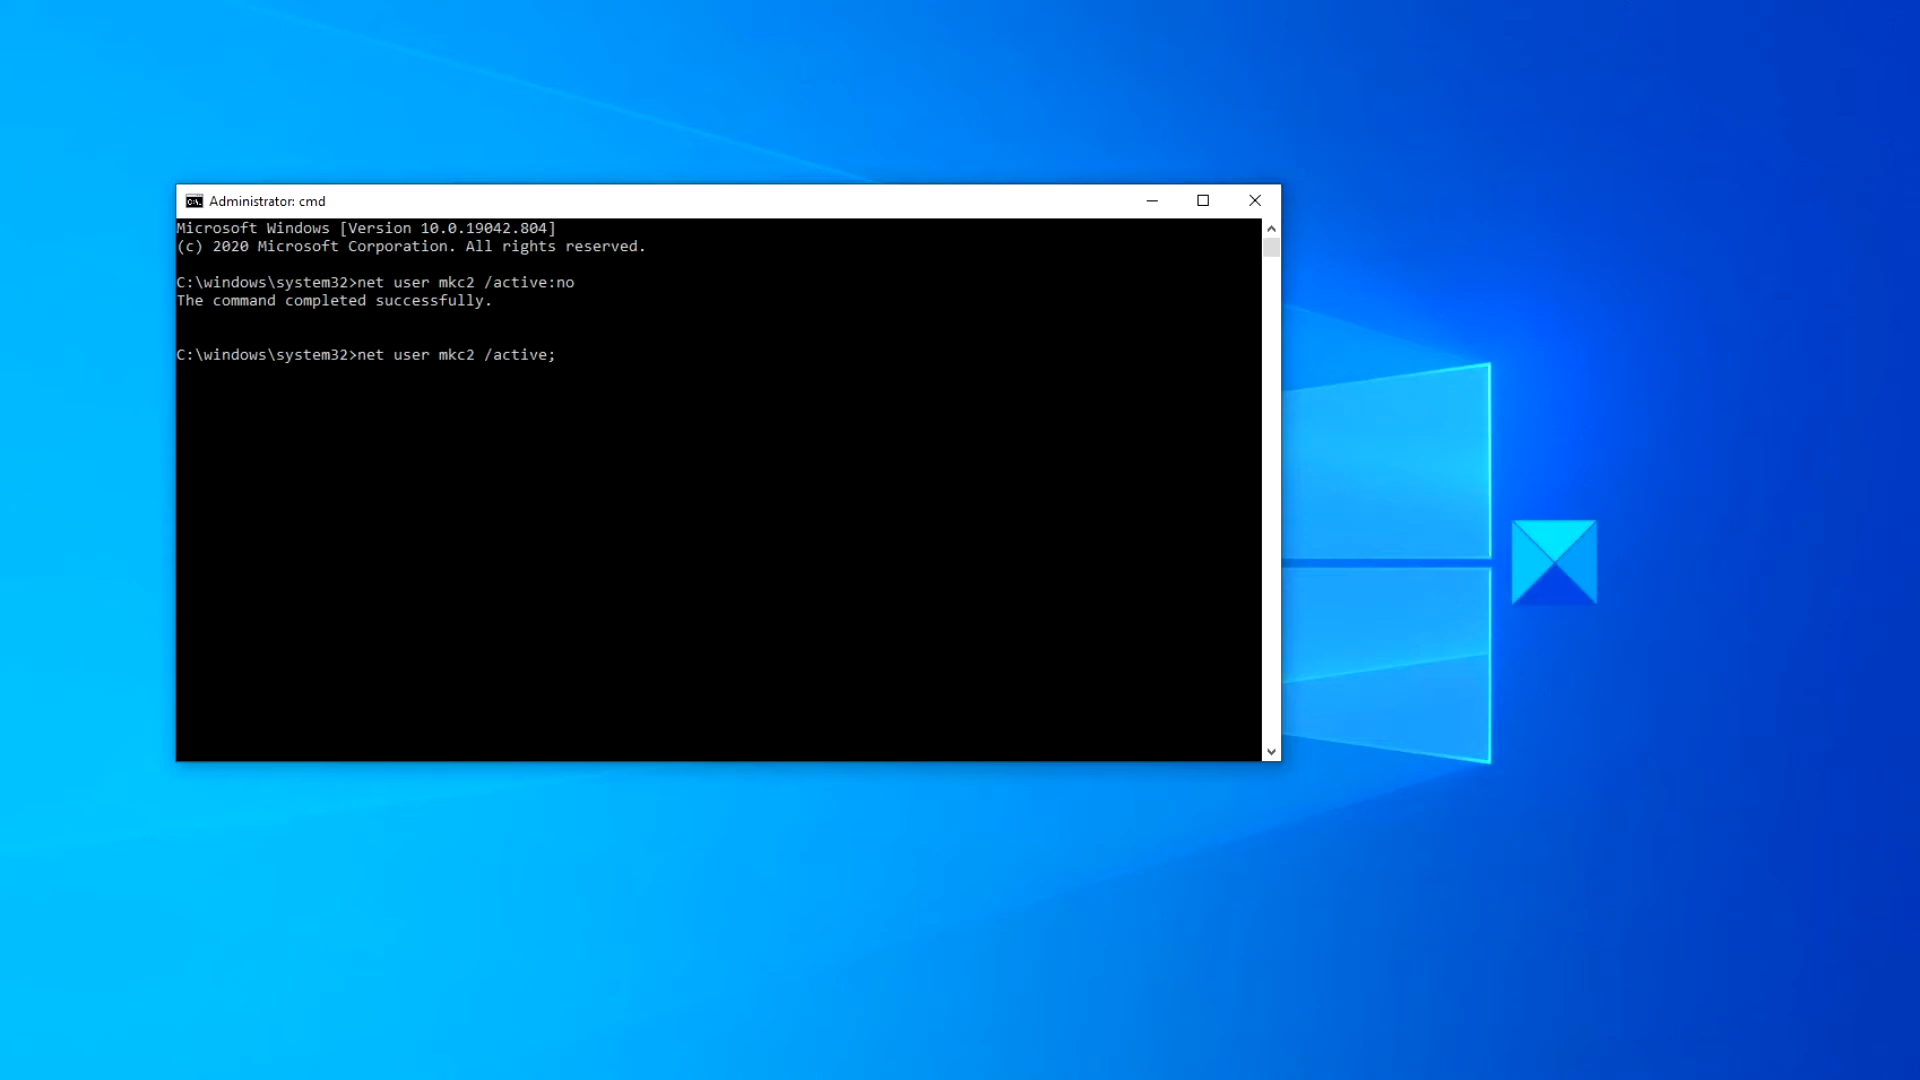 Administrator: cmd
Microsoft Windows [Version 10.0.19042.804]
(c) 2020 Microsoft Corporation. All rights reserved.
C:\windows\system32>net user mkc2 /active:no
The command completed successfully.
C:\windows\system32>net user mkc2 /active;